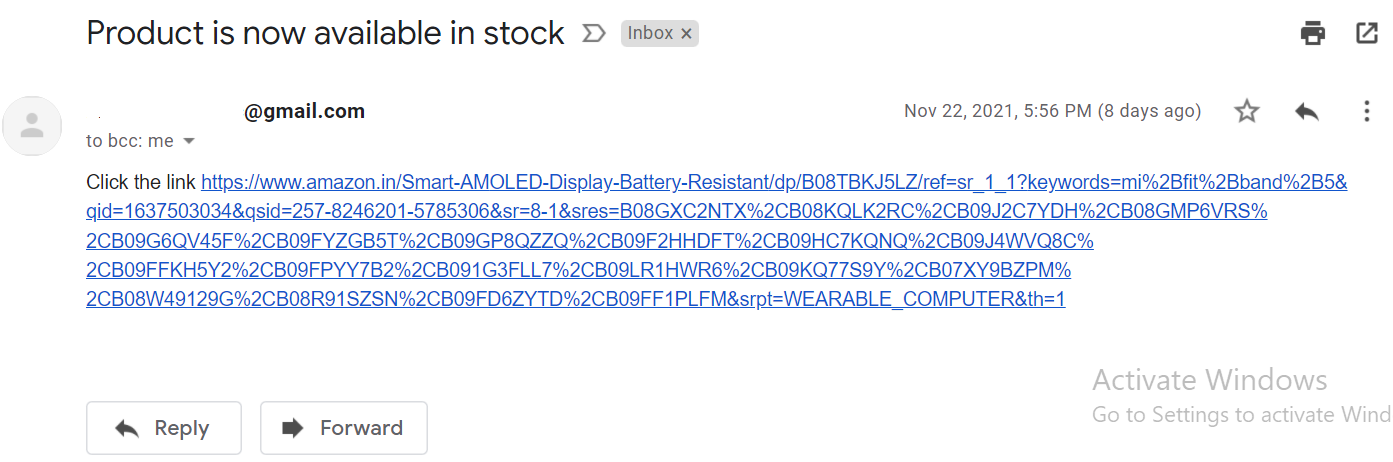 Product is now available in stock Inbox ×
@gmail.com Nov 22, 2021, 5:56 PM (8 days ago)
to bcc: me
Click the link https://www.amazon.in/Smart-AMOLED-Display-Battery-Resistant/dp/B08TBKJ5LZ/ref=sr_1_1?keywords=mi%2Bfit%2Bband%2B5&
qid=1637503034&qsid=257-8246201-5785306&sr=8-1&sres=B08GXC2NTX%2CB08KQLK2RC%2CB09J2C7YDH%2CB08GMP6VRS%
2CB09G6QV45F%2CB09FYZGB5T%2CB09GP8QZZQ%2CB09F2HHDFT%2CB09HC7KQNQ%2CB09J4WVQ8C%
2CB09FFKH5Y2%2CB09FPYY7B2%2CB091G3FLL7%2CB09LR1HWR6%2CB09KQ77S9Y%2CB07XY9BZPM%
2CB08W49129G%2CB08R91SZSN%2CB09FD6ZYTD%2CB09FF1PLFM&srpt=WEARABLE_COMPUTER&th=1
Activate Windows
Go to Settings to activate Wind
Reply Forward